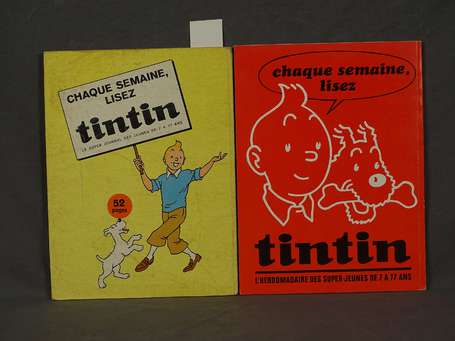 CHAQUE SEMAINE,
LISEZ
tintin
LE SUPER JOURNAL DES JEUNES DE 7 A 77 ANS
52
pages
chaque semaine,
lisez
tintin
L'HEBDOMADAIRE DES SUPER-JEUNES DE 7 A 77 ANS